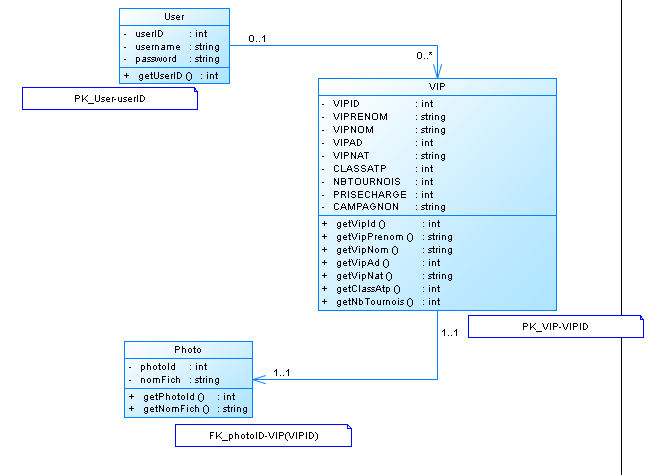 User
- userID : int
- username : string
- password : string
+ getUserID () : int
0..1
0..*
PK_User-userID
VIP
- VIPID : int
- VIPRENOM : string
- VIPNOM : string
- VIPAD : int
- VIPNAT : string
- CLASSATP : int
- NBTOURNOIS : int
- PRISECHARGE : int
- CAMPAGNON : string
+ getVipId () : int
+ getVipPrenom () : string
+ getVipNom () : string
+ getVipAd () : int
+ getVipNat () : string
+ getClassAtp () : int
+ getNbTournois () : int
PK_VIP-VIPID
1..1
1..1
Photo
- photoId : int
- nomFich : string
+ getPhotoId () : int
+ getNomFich () : string
FK_photoID-VIP(VIPID)